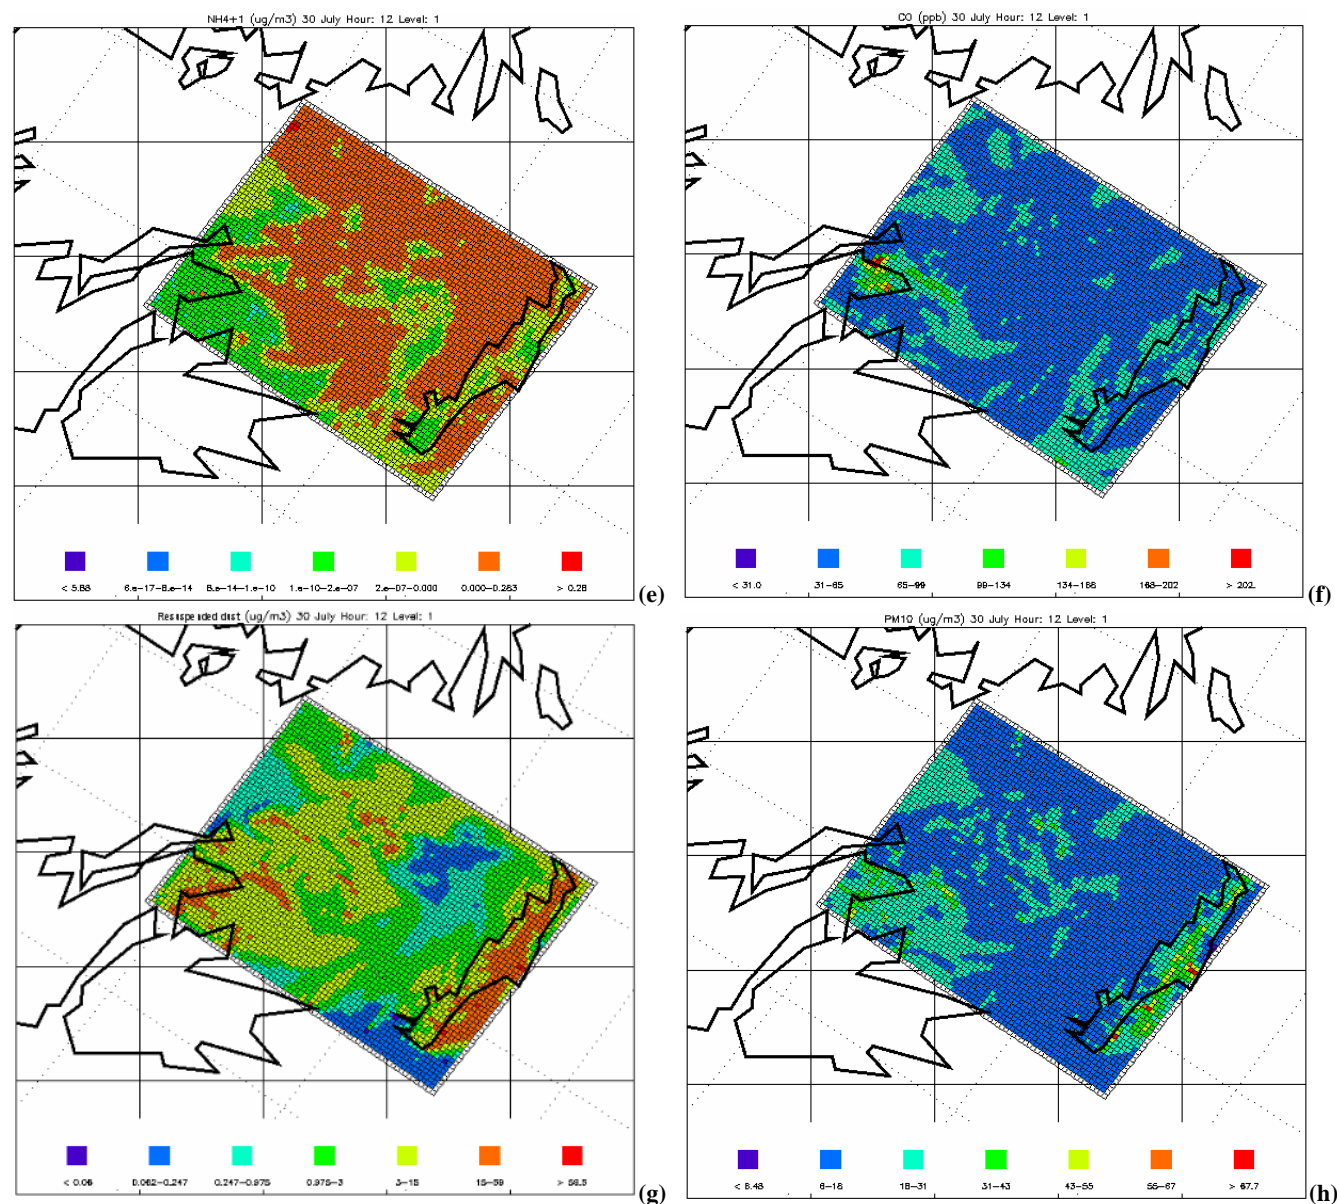 NH4+1 (ug/m3) 30 July Hour: 12 Level: 1
CO (ppb) 30 July Hour: 12 Level: 1
< 5.88 6.e-17-8.e-14 8.e-14-1.e-10 1.e-10-2.e-07 2.e-07-0.000 0.000-0.283 > 0.28
(e)
< 31.0 31-65 65-99 99-134 134-168 168-202 > 202.
(f)
Resuspended dust (ug/m3) 30 July Hour: 12 Level: 1
PM10 (ug/m3) 30 July Hour: 12 Level: 1
< 0.06 0.062-0.247 0.247-0.975 0.975-3 3-15 15-58 > 58.5
(g)
< 6.48 6-18 18-31 31-43 43-55 55-67 > 67.7
(h)